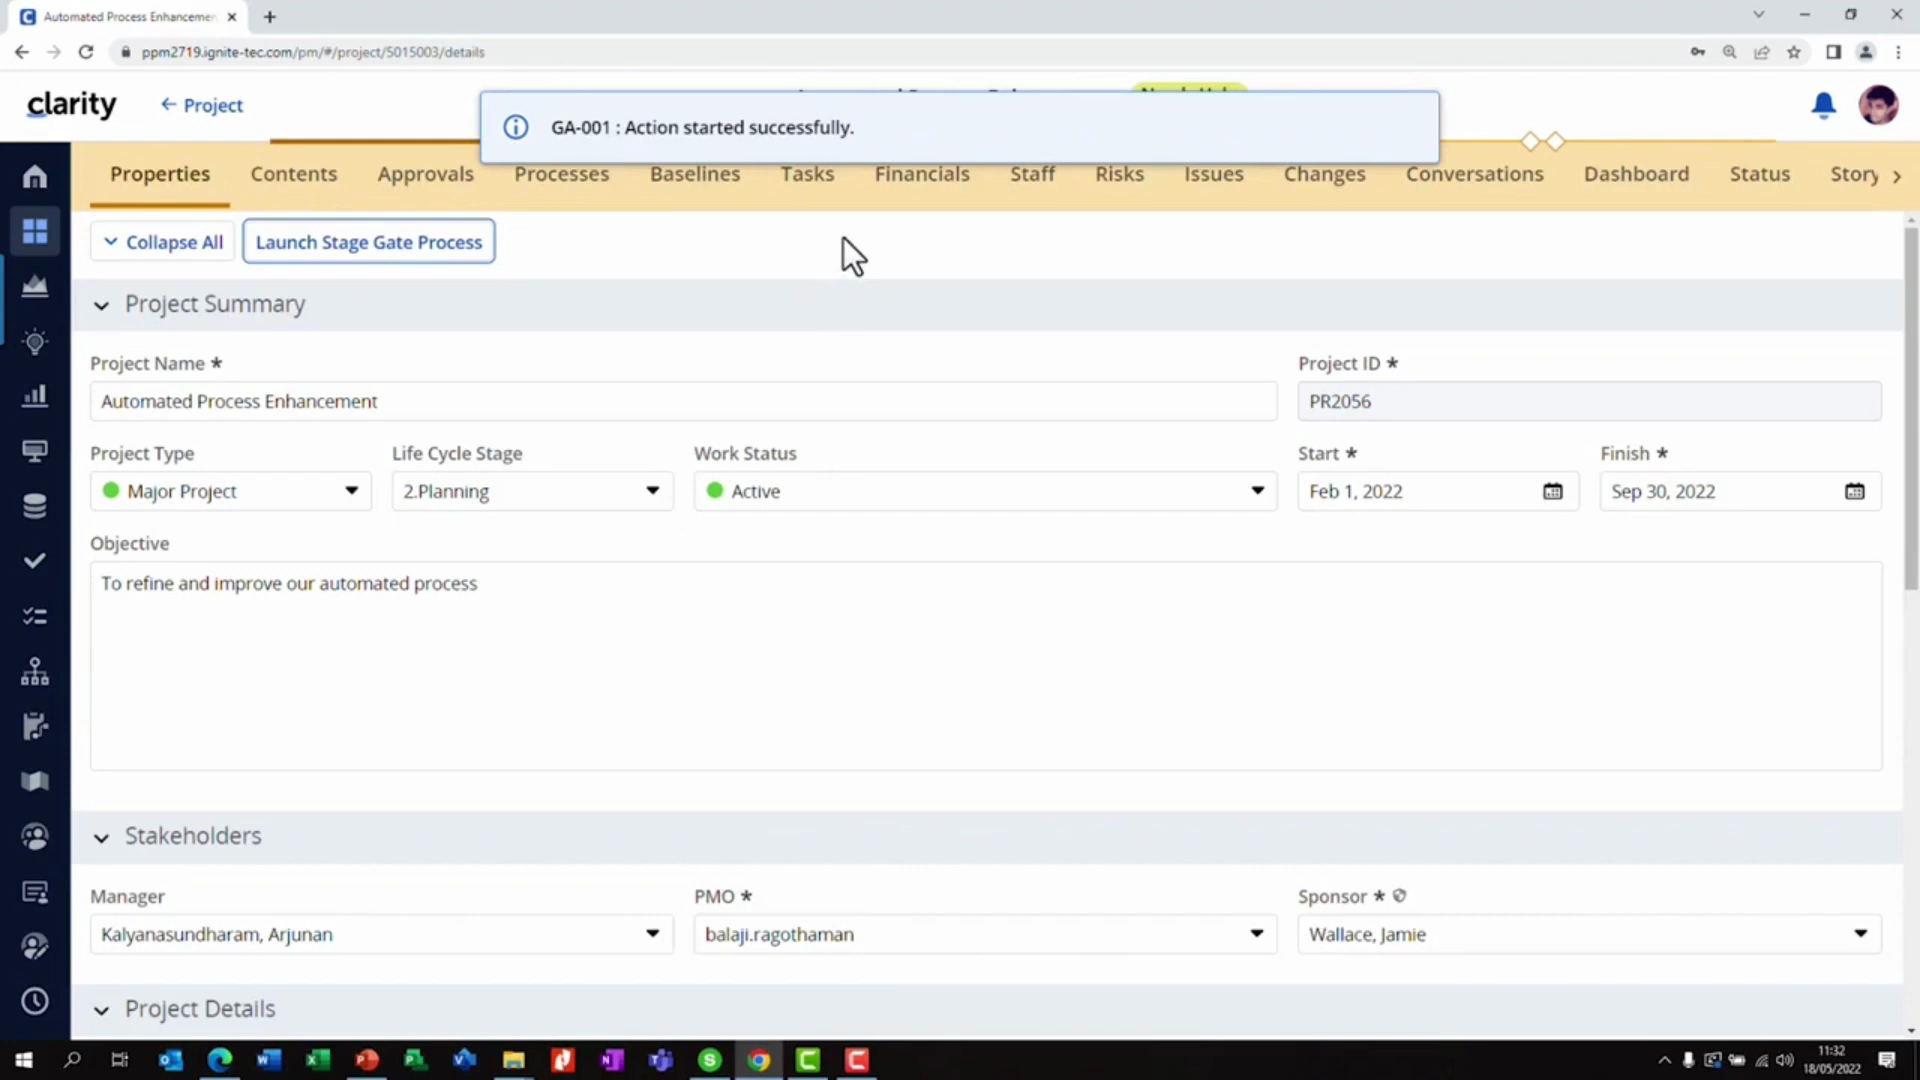 Automated Process Enhancemen
ppm2719.ignite-tec.com/pm/#/project/5015003/details
clarity
Project
GA-001 : Action started successfully.
Properties Contents Approvals Processes Baselines Tasks Financials Staff Risks Issues Changes Conversations Dashboard Status Story
Collapse All Launch Stage Gate Process
Project Summary
Project Name * Project ID *
Automated Process Enhancement PR2056
Project Type Life Cycle Stage Work Status Start * Finish *
Major Project 2.Planning Active Feb 1, 2022 Sep 30, 2022
Objective
To refine and improve our automated process
Stakeholders
Manager PMO * Sponsor *
Kalyanasundharam, Arjunan balaji.ragothaman Wallace, Jamie
Project Details
11:32
18/05/2022